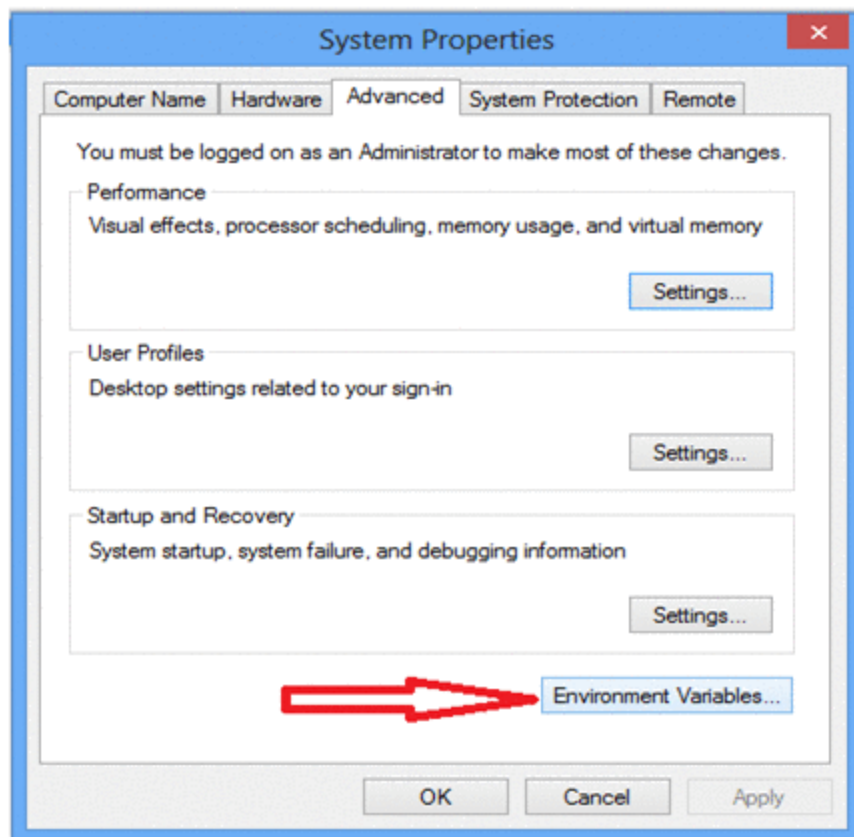 System Properties
Computer Name Hardware Advanced System Protection Remote
You must be logged on as an Administrator to make most of these changes.
Performance
Visual effects, processor scheduling, memory usage, and virtual memory
Settings...
User Profiles
Desktop settings related to your sign-in
Settings...
Startup and Recovery
System startup, system failure, and debugging information
Settings...
Environment Variables...
OK Cancel Apply